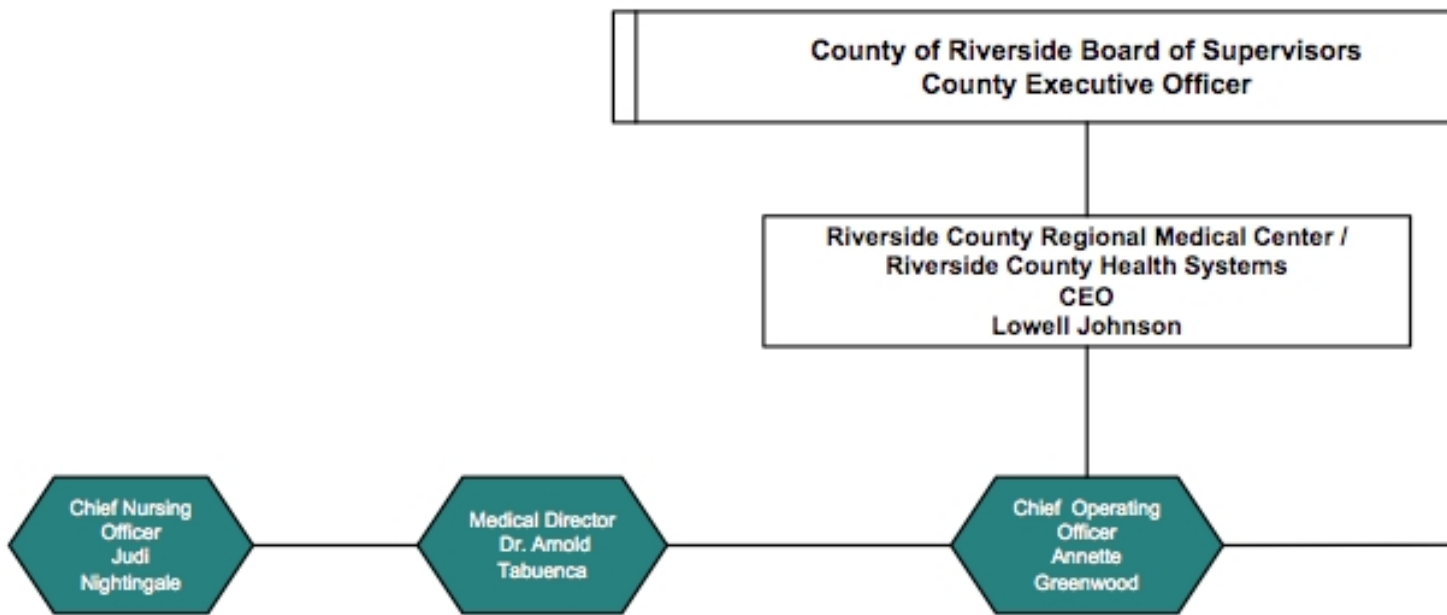 County of Riverside Board of Supervisors
County Executive Officer
Riverside County Regional Medical Center /
Riverside County Health Systems
CEO
Lowell Johnson
Chief Nursing
Officer
Judi
Nightingale
Medical Director
Dr. Arnold
Tabuenca
Chief Operating
Officer
Annette
Greenwood